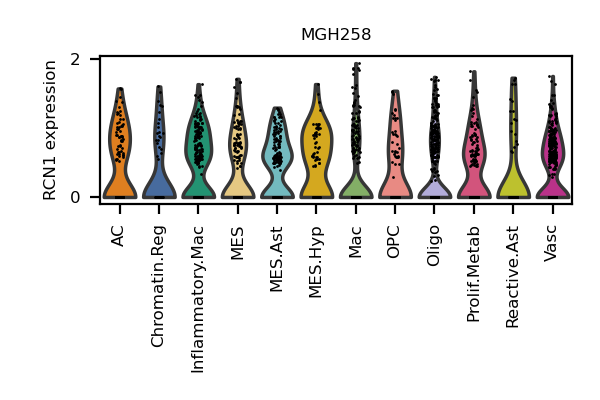 MGH258
RCN1 expression
2
0
AC
Chromatin.Reg
Inflammatory.Mac
MES
MES.Ast
MES.Hyp
Mac
OPC
Oligo
Prolif.Metab
Reactive.Ast
Vasc